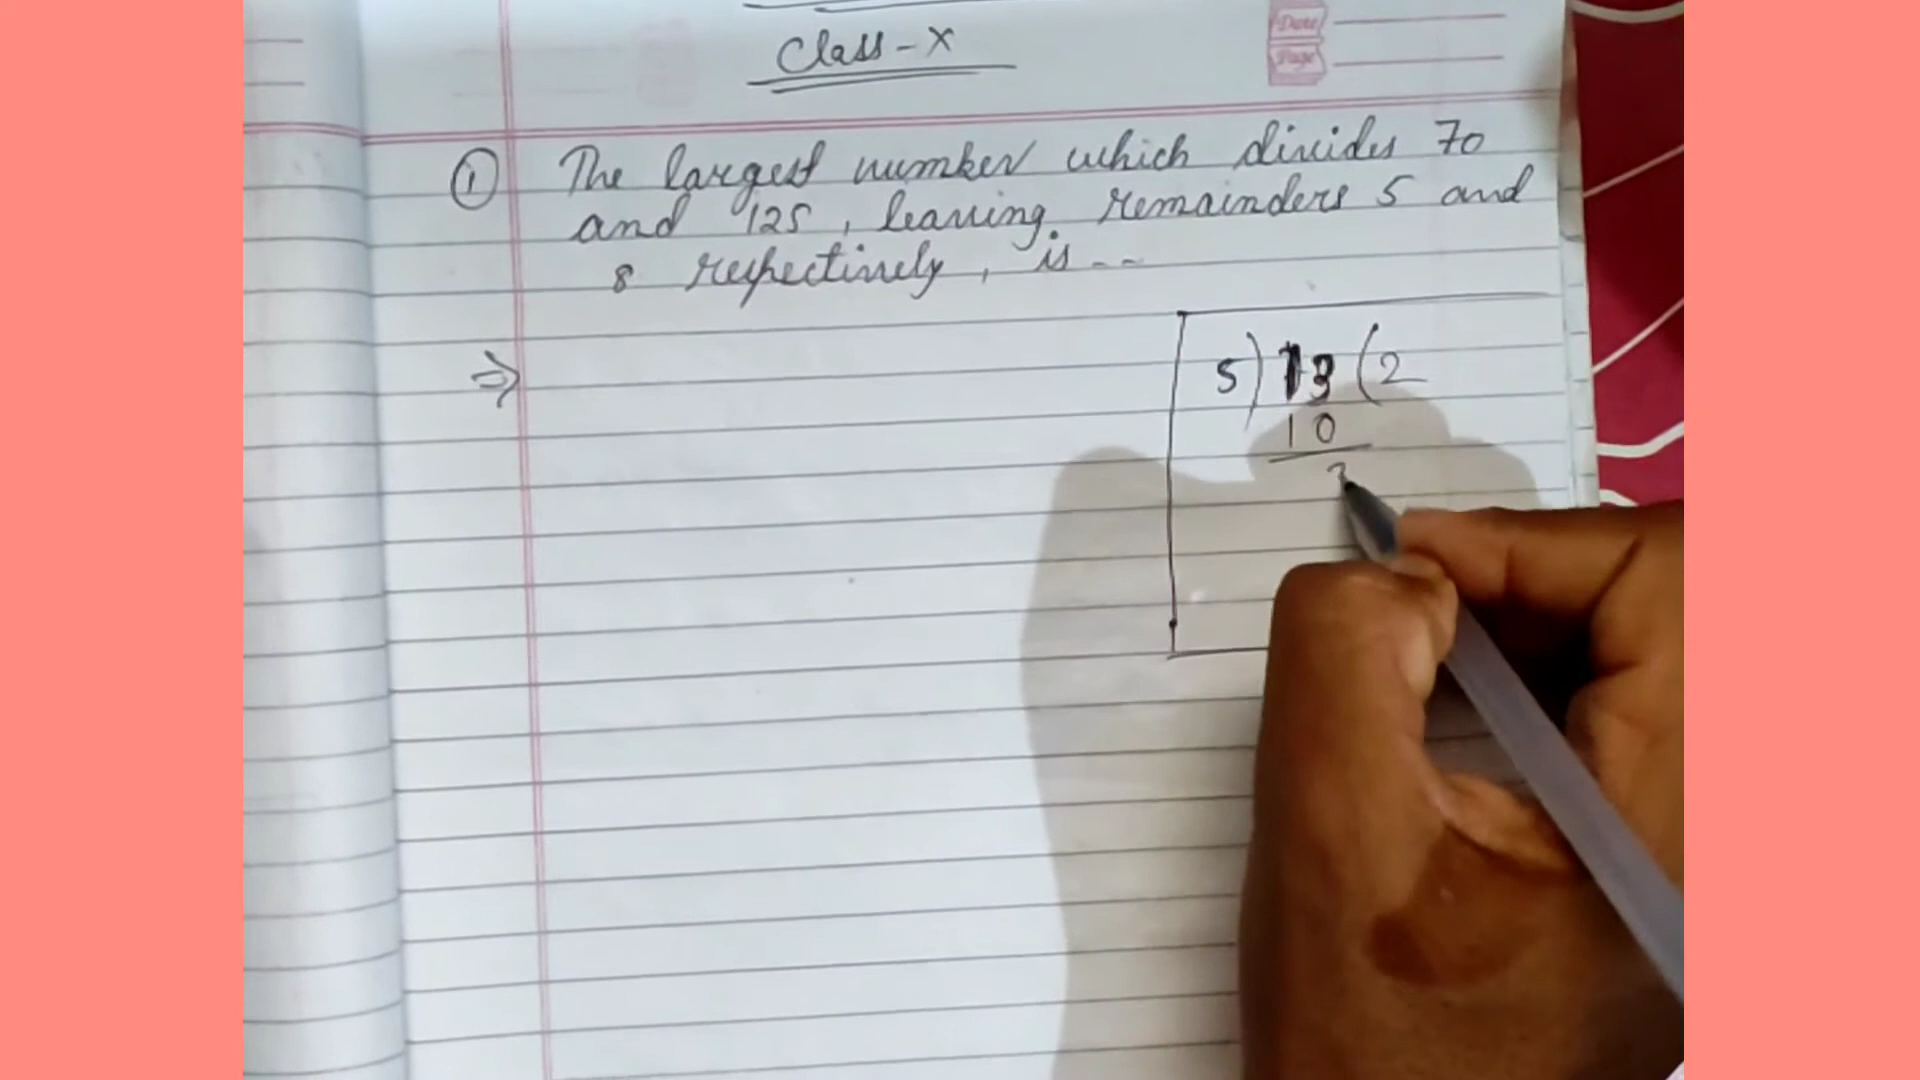 Class - X
Date
Page
① The largest number which divides 70
and 125, leaving remainders 5 and
8 respectively, is --
⇒
5) 13 (2
10
3